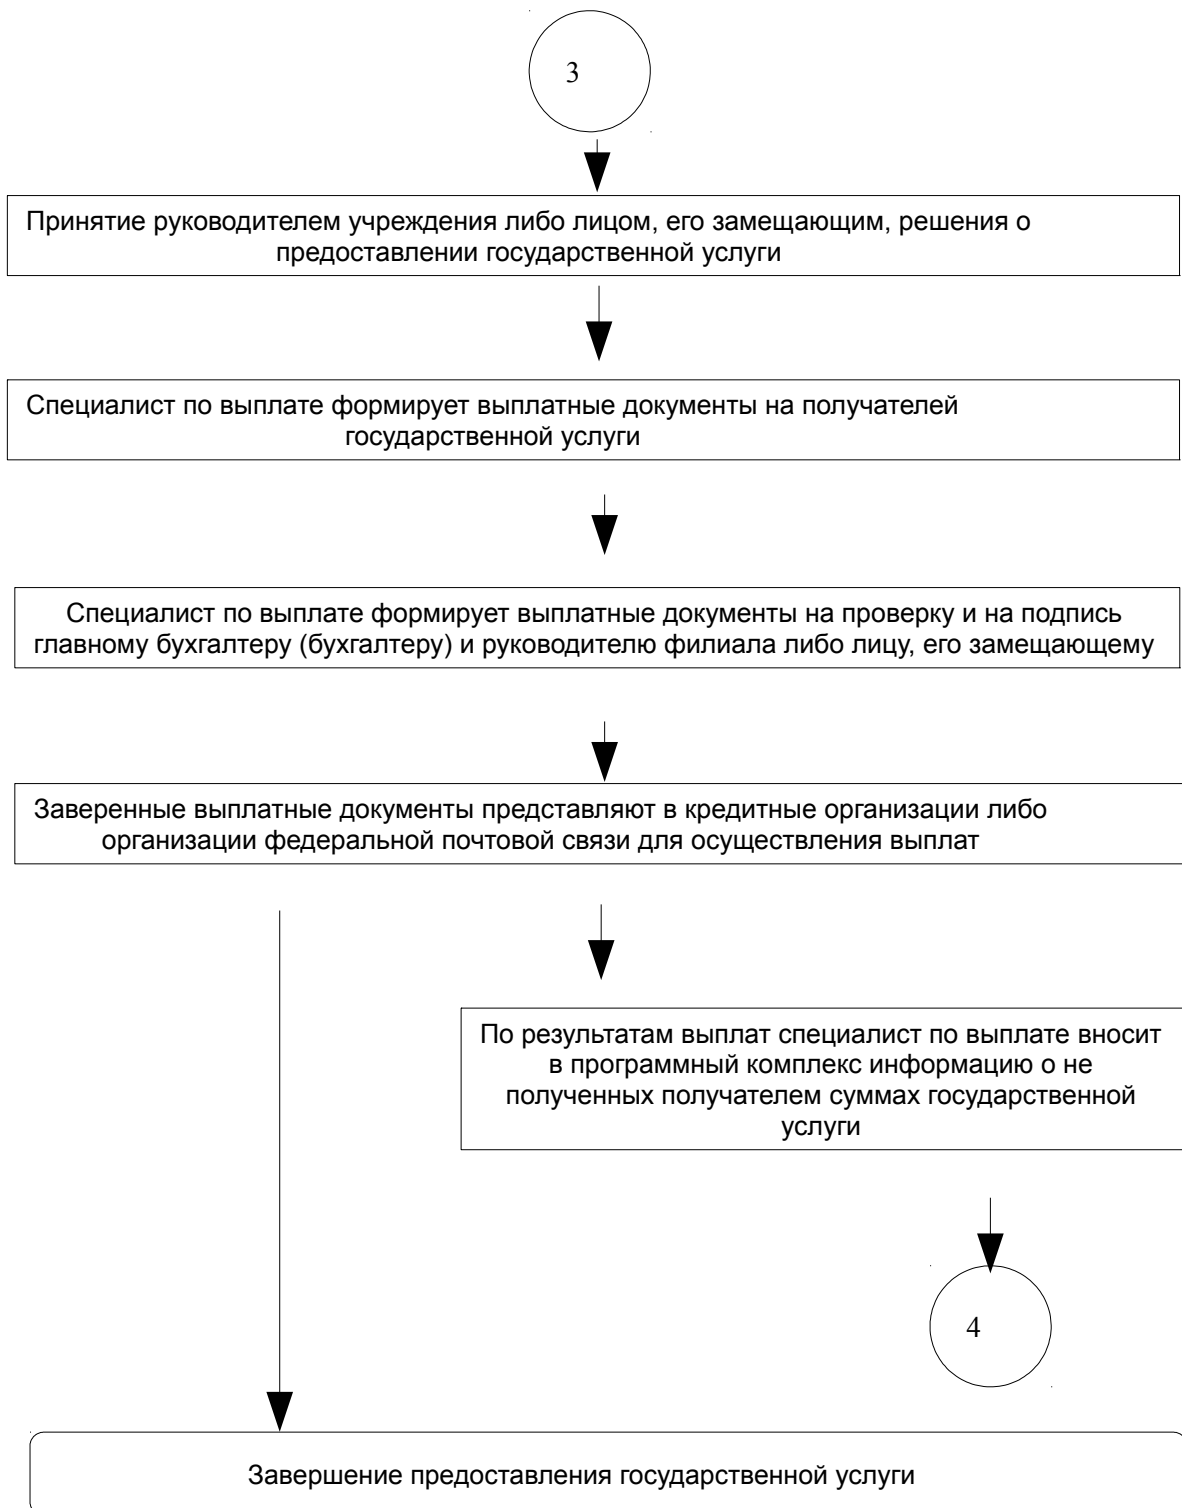 3
Принятие руководителем учреждения либо лицом, его замещающим, решения о
предоставлении государственной услуги
Специалист по выплате формирует выплатные документы на получателей
государственной услуги
Специалист по выплате формирует выплатные документы на проверку и на подпись
главному бухгалтеру (бухгалтеру) и руководителю филиала либо лицу, его замещающему
Заверенные выплатные документы представляют в кредитные организации либо
организации федеральной почтовой связи для осуществления выплат
По результатам выплат специалист по выплате вносит
в программный комплекс информацию о не
полученных получателем суммах государственной
услуги
4
Завершение предоставления государственной услуги